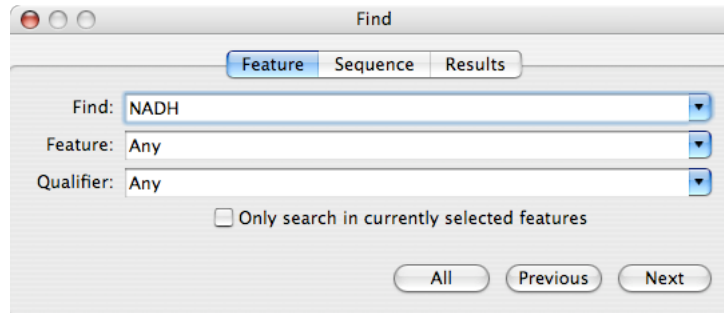 Find
Feature Sequence Results
Find: NADH
Feature: Any
Qualifier: Any
Only search in currently selected features
All Previous Next